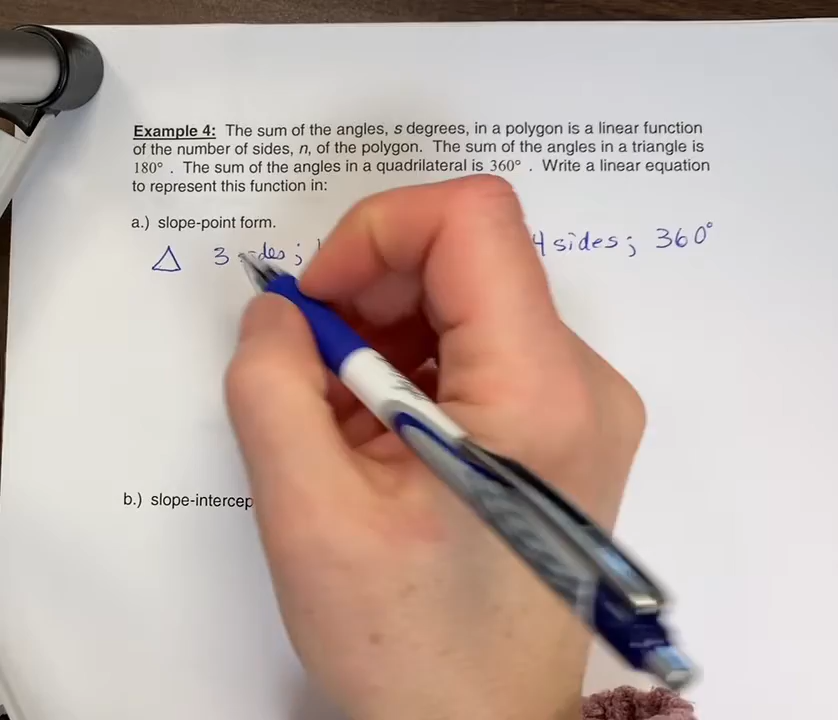 Example 4: The sum of the angles, s degrees, in a polygon is a linear function
of the number of sides, n, of the polygon. The sum of the angles in a triangle is
180° . The sum of the angles in a quadrilateral is 360° . Write a linear equation
to represent this function in:
a.) slope-point form.
3 sides; 4 sides; 360°
b.) slope-intercep